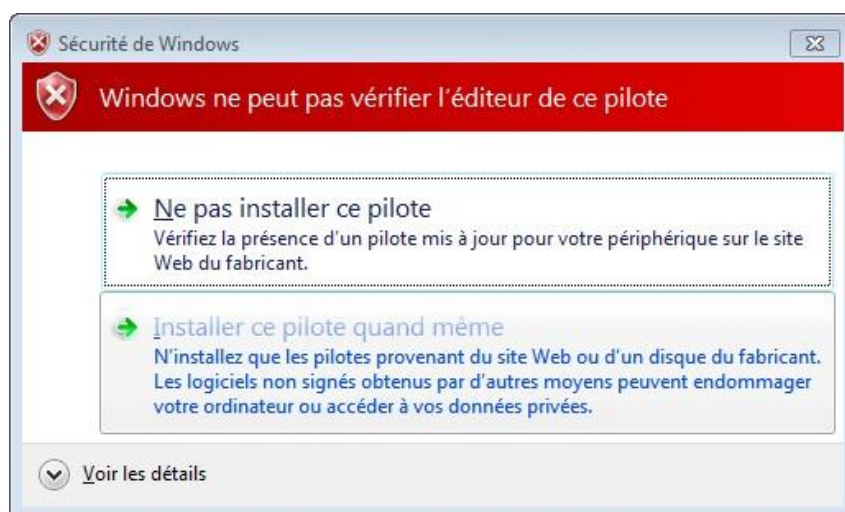 Sécurité de Windows
Windows ne peut pas vérifier l'éditeur de ce pilote
Ne pas installer ce pilote
Vérifiez la présence d'un pilote mis à jour pour votre périphérique sur le site
Web du fabricant.
Installer ce pilote quand même
N'installez que les pilotes provenant du site Web ou d'un disque du fabricant.
Les logiciels non signés obtenus par d'autres moyens peuvent endommager
votre ordinateur ou accéder à vos données privées.
Voir les détails